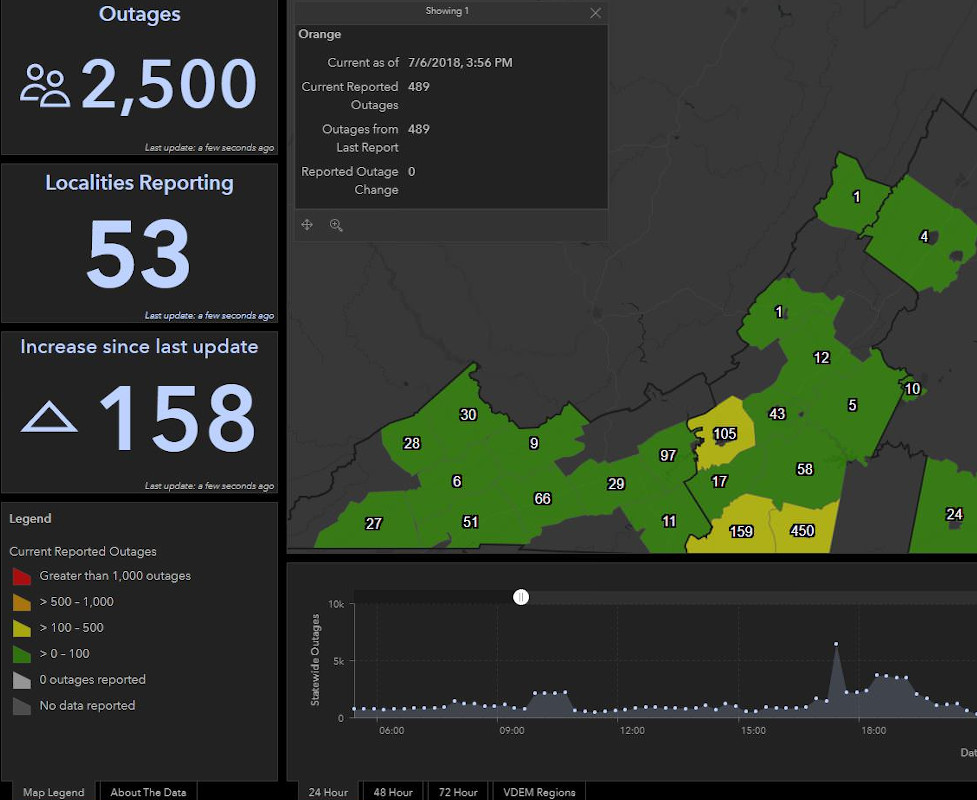 Outages
2,500
Last update: a few seconds ago
Localities Reporting
53
Last update: a few seconds ago
Increase since last update
158
Last update: a few seconds ago
Legend
Current Reported Outages
Greater than 1,000 outages
> 500 - 1,000
> 100 - 500
> 0 - 100
0 outages reported
No data reported
Map Legend
About The Data
Showing 1
Orange
Current as of 7/6/2018, 3:56 PM
Current Reported 489
Outages
Outages from 489
Last Report
Reported Outage 0
Change
1
4
1
12
10
5
43
30
105
28
9
97
58
6
29
17
66
24
27
51
11
159
450
Statewide Outages
10k
5k
0
06:00
09:00
12:00
15:00
18:00
Dat
24 Hour
48 Hour
72 Hour
VDEM Regions